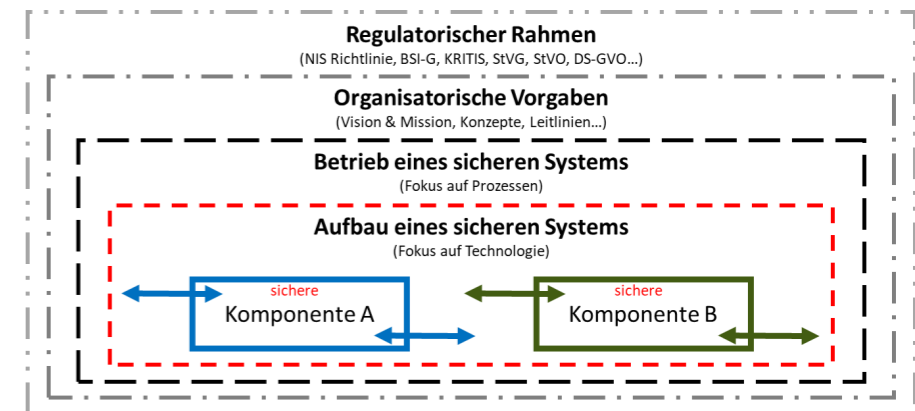 Regulatorischer Rahmen
(NIS Richtlinie, BSI-G, KRITIS, StVG, StVO, DS-GVO…)
Organisatorische Vorgaben
(Vision & Mission, Konzepte, Leitlinien…)
Betrieb eines sicheren Systems
(Fokus auf Prozessen)
Aufbau eines sicheren Systems
(Fokus auf Technologie)
sichere
Komponente A
sichere
Komponente B